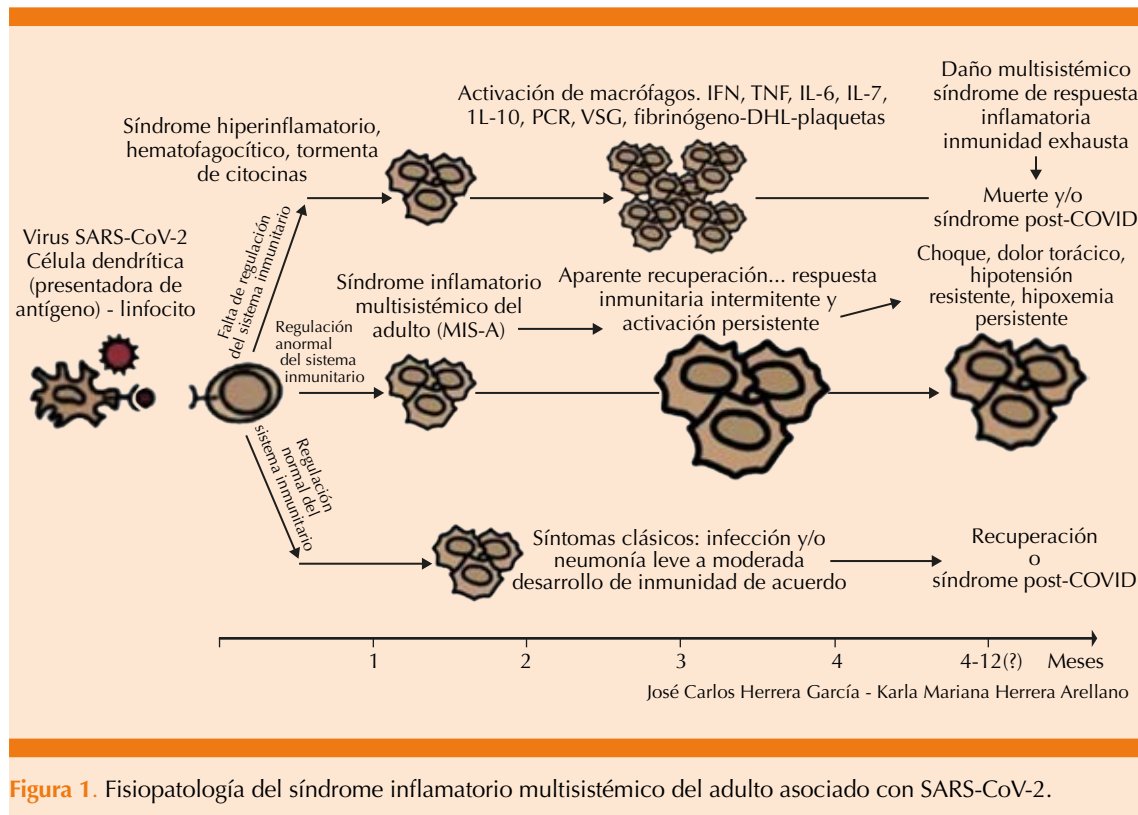 Daño multisistémico
síndrome de respuesta
inflamatoria
inmunidad exhausta
Muerte y/o
síndrome post-COVID
Activación de macrófagos. IFN, TNF, IL-6, IL-7,
1L-10, PCR, VSG, fibrinógeno-DHL-plaquetas
Síndrome hiperinflamatorio,
hematofagocítico, tormenta
de citocinas
Falta de regulación
del sistema inmunitario
Virus SARS-CoV-2
Célula dendrítica
(presentadora de
antígeno) - linfocito
Regulación
anormal
del sistema
inmunitario
Síndrome inflamatorio
multisistémico del
adulto (MIS-A)
Aparente recuperación... respuesta
inmunitaria intermitente y
activación persistente
Choque, dolor torácico,
hipotensión
resistente, hipoxemia
persistente
Regulación
normal del
sistema inmunitario
Síntomas clásicos: infección y/o
neumonía leve a moderada
desarrollo de inmunidad de acuerdo
Recuperación
o
síndrome post-COVID
1 2 3 4 4-12(?) Meses
José Carlos Herrera García - Karla Mariana Herrera Arellano
Figura 1. Fisiopatología del síndrome inflamatorio multisistémico del adulto asociado con SARS-CoV-2.